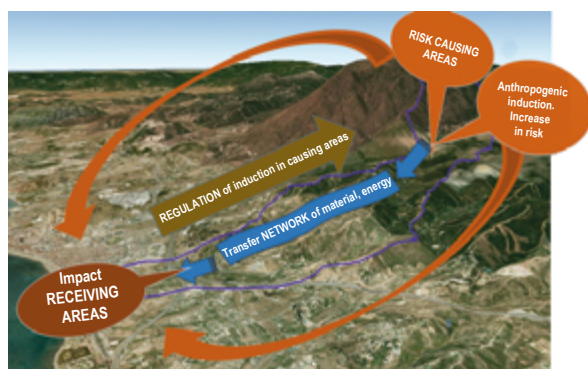 RISK CAUSING
AREAS
Anthropogenic
induction.
Increase
in risk
REGULATION of induction in causing areas
Transfer NETWORK of material, energy
Impact
RECEIVING
AREAS